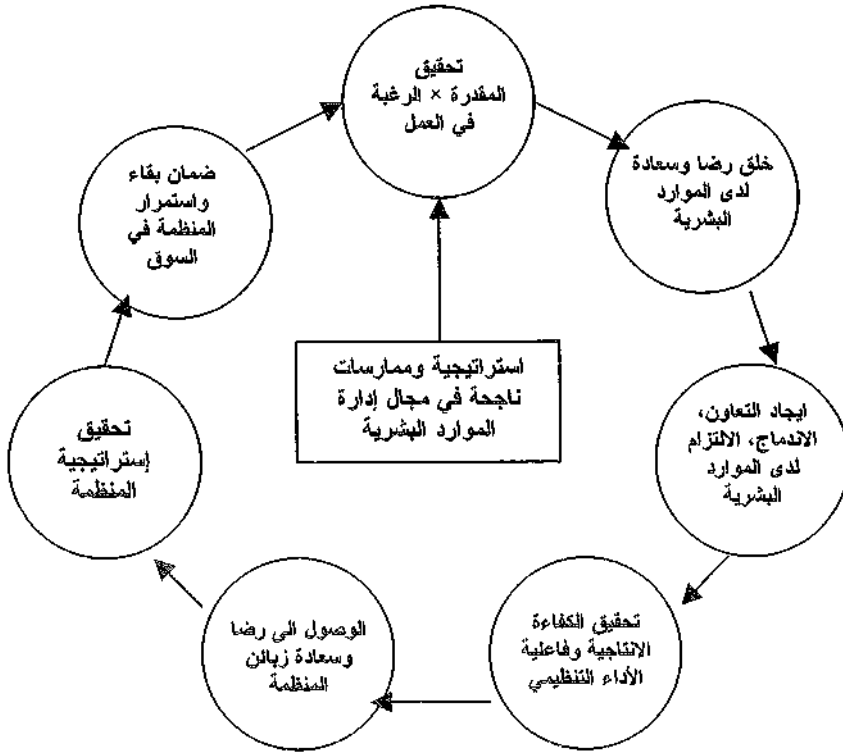 تحقيق
المقدرة × الرغبة
في العمل
خلق رضا وسعادة
لدى الموارد
البشرية
ايجاد التعاون،
الاندماج، الالتزام
لدى الموارد
البشرية
تحقيق الكفاءة
الانتاجية وفاعلية
الأداء التنظيمي
الوصول الى رضا
وسعادة زبائن
المنظمة
تحقيق
إستراتيجية
المنظمة
ضمان بقاء
واستمرار
المنظمة في
السوق
استراتيجية وممارسات
ناجحة في مجال إدارة
الموارد البشرية